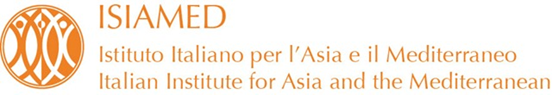 ISIAMED
Istituto Italiano per l'Asia e il Mediterraneo
Italian Institute for Asia and the Mediterranean